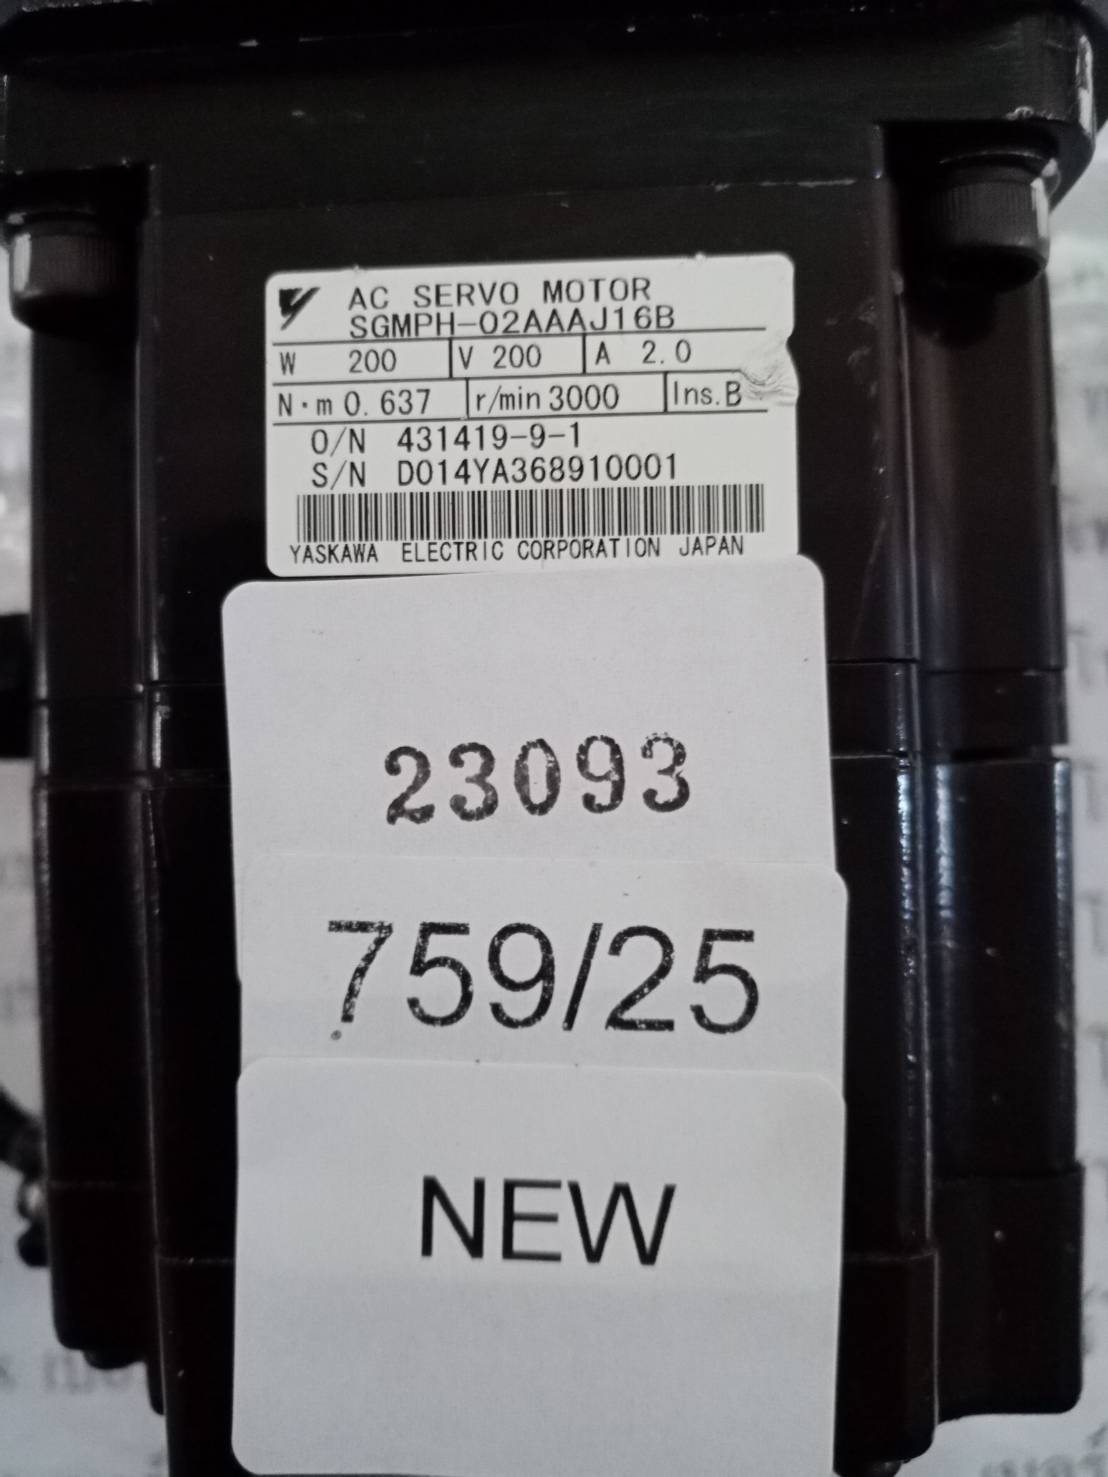 AC SERVO MOTOR
SGMPH-02AAAJ16B
W 200 V 200 A 2.0
N·m 0.637 r/min 3000 Ins.B
O/N 431419-9-1
S/N D014YA368910001
YASKAWA ELECTRIC CORPORATION JAPAN
23093
759/25
NEW